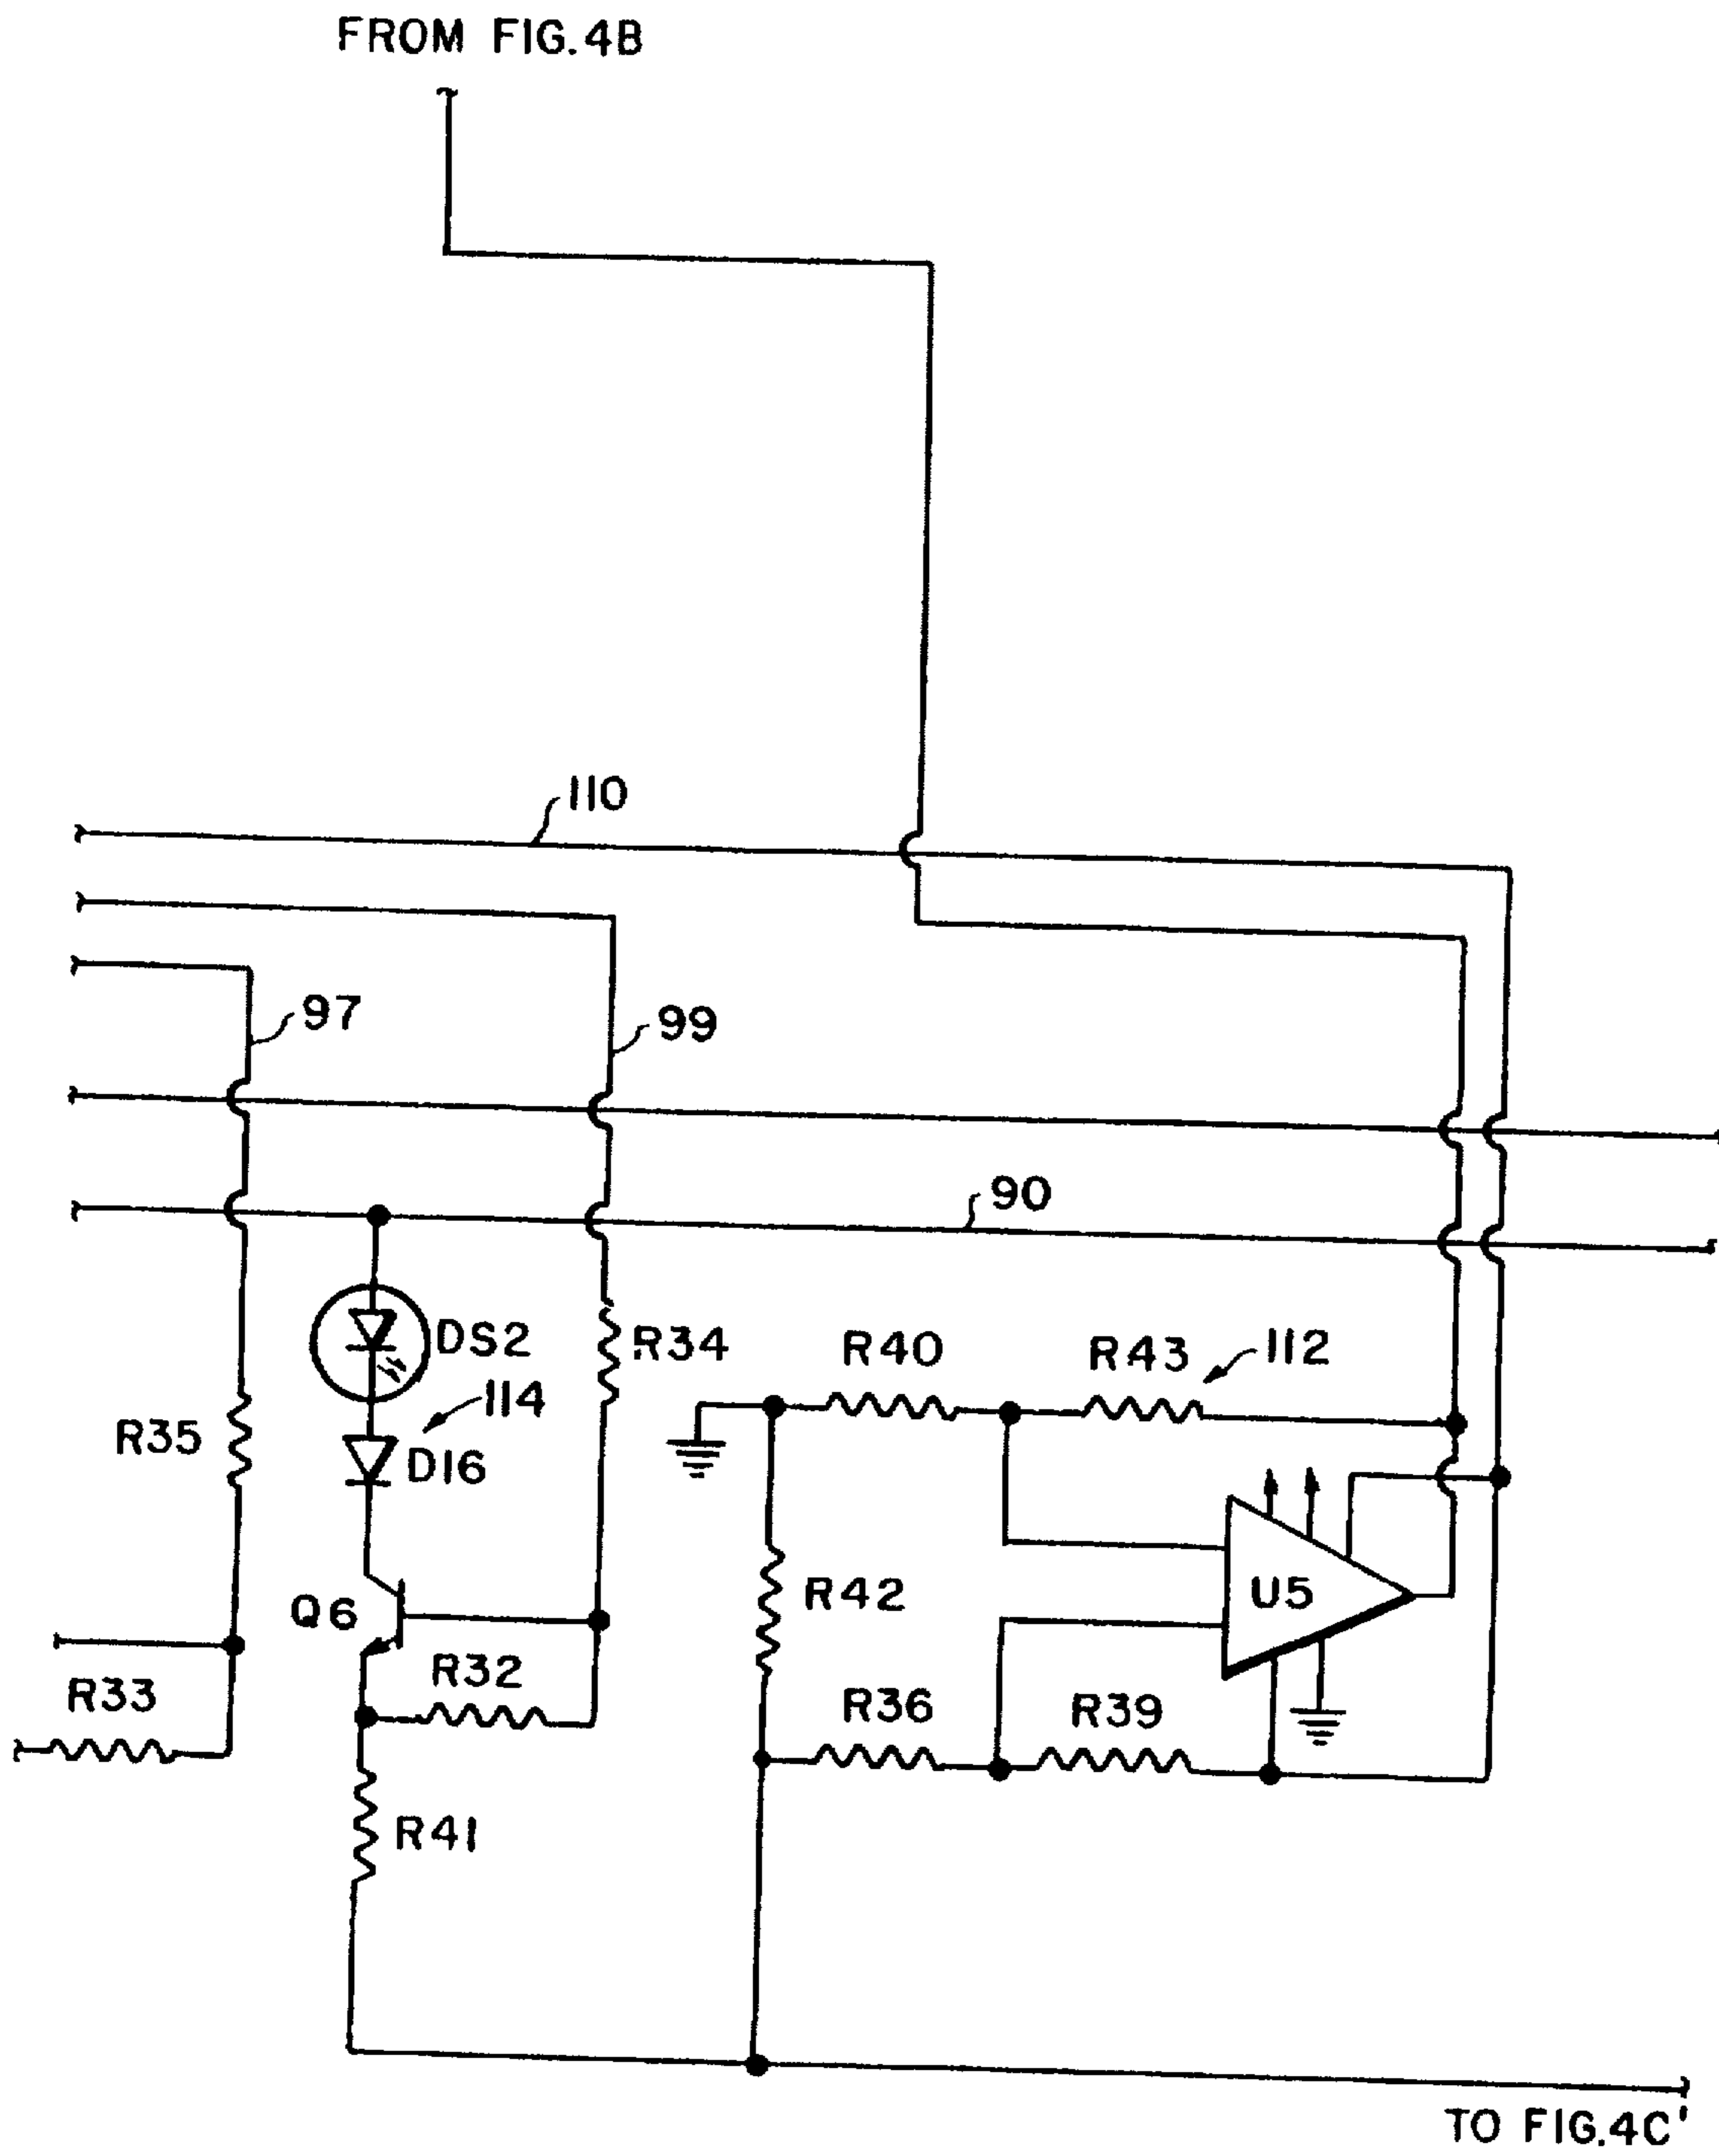 FROM FIG.4B
110
97
99
90
DS2
R34
R40
R43
112
114
R35
D16
Q6
R42
U5
R32
R33
R36
R39
R41
TO FIG.4C'